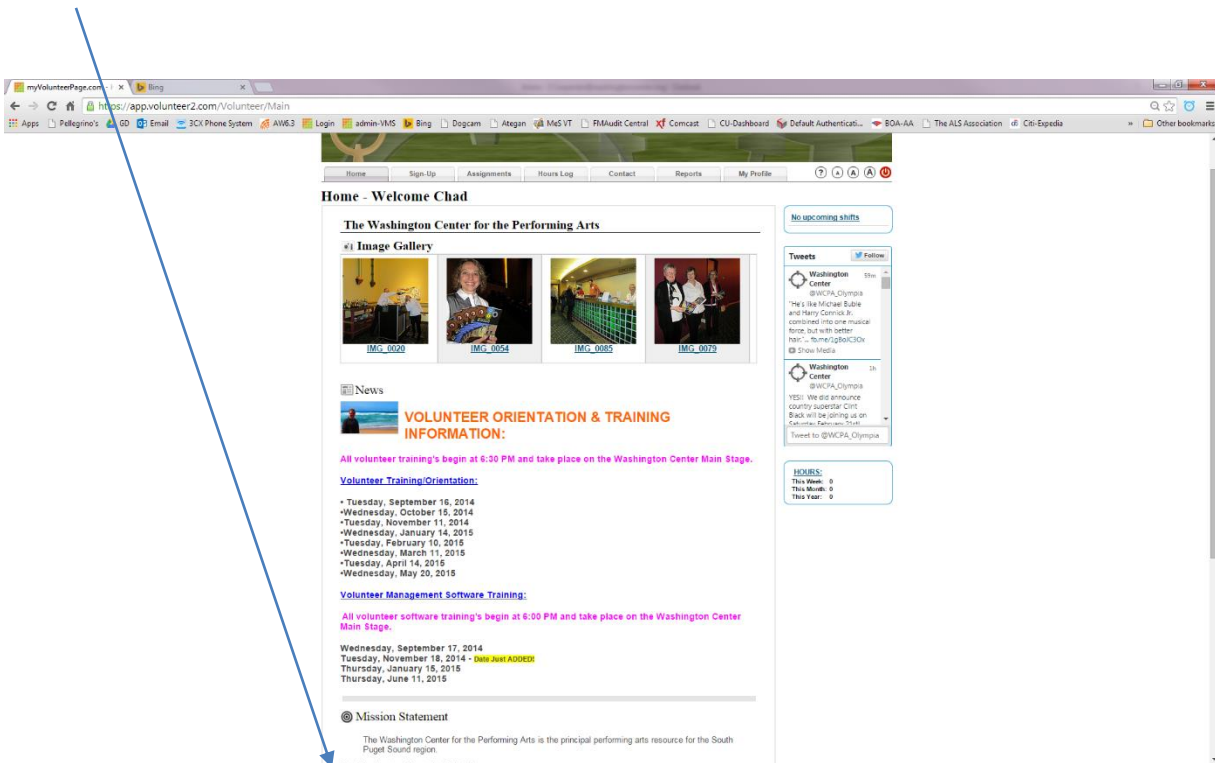 myVolunteerPage.com -
Bing
https://app.volunteer2.com/Volunteer/Main
Apps Pellegrino's GD Email 3CX Phone System AW6.3 Login admin-VMS Bing Dogcam Ategan MeS VT FMAudit Central Comcast CU-Dashboard Default Authenticati... BOA-AA The ALS Association Citi-Expedia » Other bookmarks
Home Sign-Up Assignments Hours Log Contact Reports My Profile ? A A A
Home - Welcome Chad
The Washington Center for the Performing Arts
Image Gallery
IMG_0020 IMG_0054 IMG_0085 IMG_0079
News
VOLUNTEER ORIENTATION & TRAINING
INFORMATION:
All volunteer training's begin at 6:30 PM and take place on the Washington Center Main Stage.
Volunteer Training/Orientation:
• Tuesday, September 16, 2014
•Wednesday, October 15, 2014
•Tuesday, November 11, 2014
•Wednesday, January 14, 2015
•Tuesday, February 10, 2015
•Wednesday, March 11, 2015
•Tuesday, April 14, 2015
•Wednesday, May 20, 2015
Volunteer Management Software Training:
All volunteer software training's begin at 6:00 PM and take place on the Washington Center
Main Stage.
Wednesday, September 17, 2014
Tuesday, November 18, 2014 - Date Just ADDED!
Thursday, January 15, 2015
Thursday, June 11, 2015
Mission Statement
The Washington Center for the Performing Arts is the principal performing arts resource for the South
Puget Sound region.
No upcoming shifts
Tweets Follow
Washington 59m
Center
@WCPA_Olympia
"He's like Michael Buble
and Harry Connick Jr.
combined into one musical
force, but with better
hair."...
Show Media
Washington 1h
Center
@WCPA_Olympia
YES!! We did announce
country superstar Clint
Black will be joining us on
Saturday February 21st!
Tweet to @WCPA_Olympia
HOURS:
This Week: 0
This Month: 0
This Year: 0